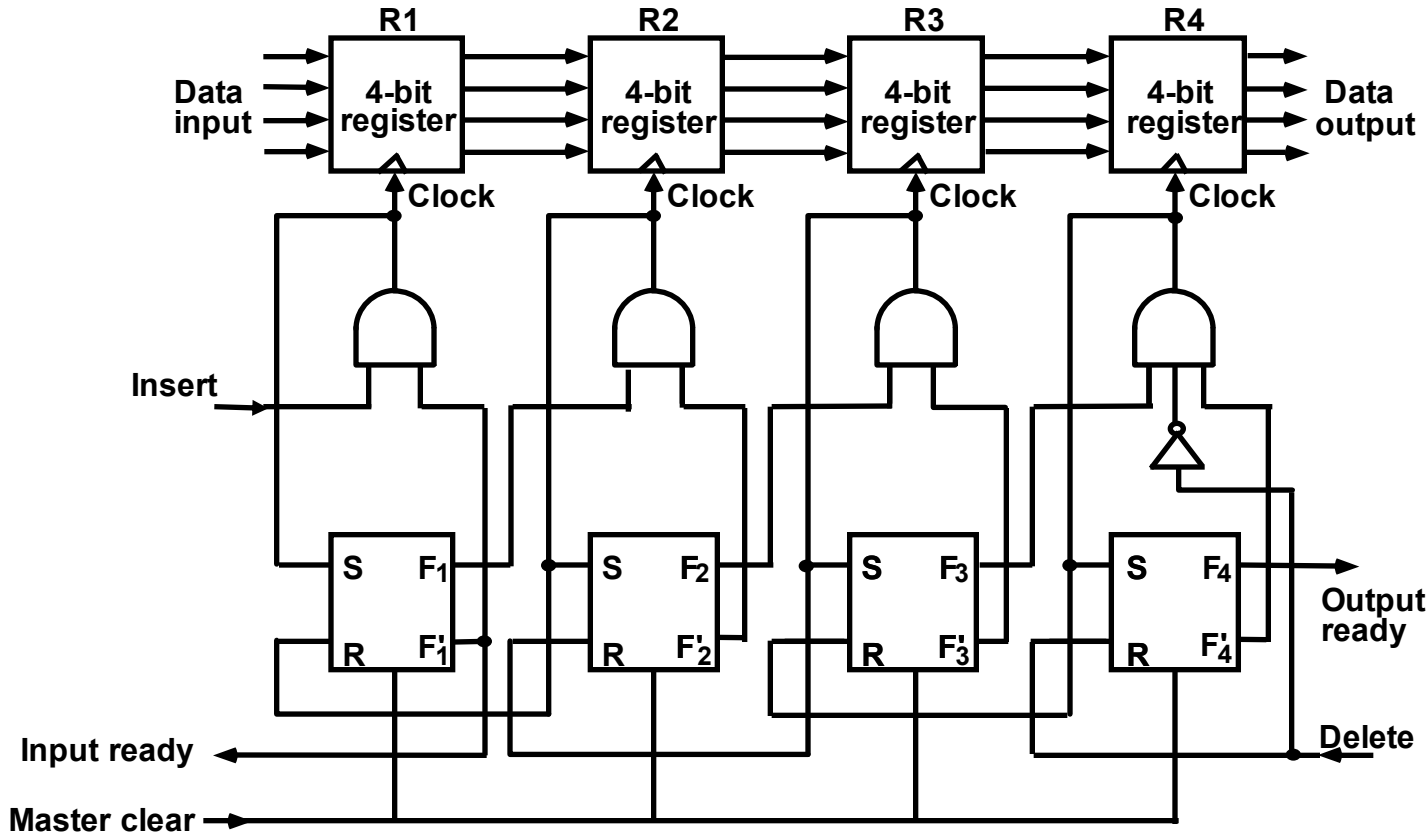 R1
R2
R3
R4
Data
input
4-bit
register
4-bit
register
4-bit
register
4-bit
register
Data
output
Clock
Clock
Clock
Clock
Insert
S
F1
R
F'1
S
F2
R
F'2
S
F3
R
F'3
S
F4
R
F'4
Output
ready
Input ready
Delete
Master clear